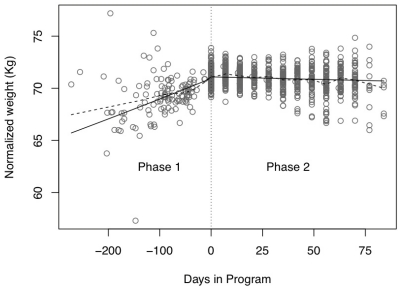 75
70
65
60
Normalized weight (Kg)
Phase 1 Phase 2
−200 −100 0 25 50 75
Days in Program